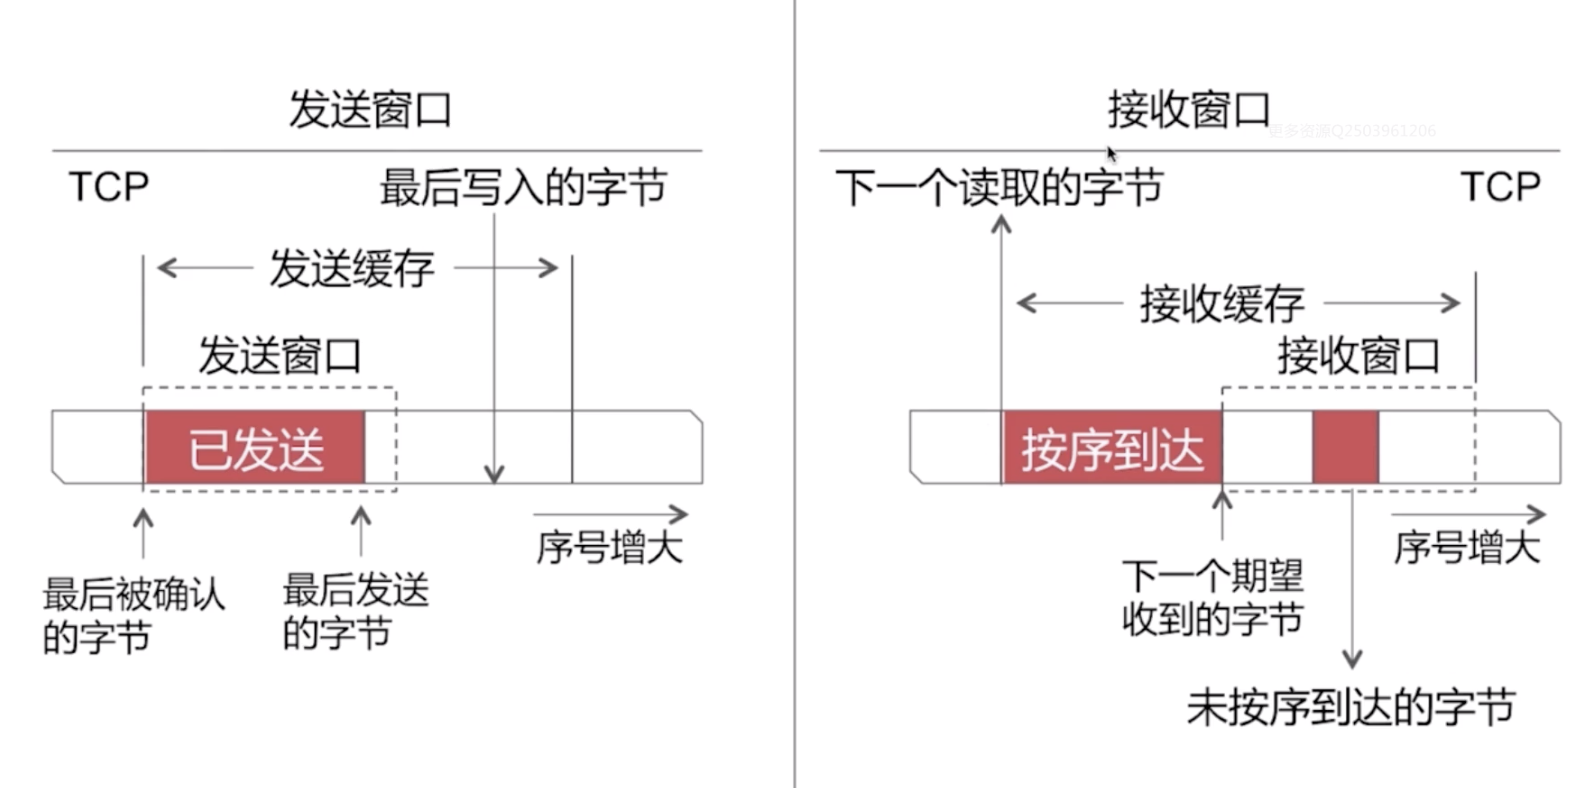 发送窗口
TCP
最后写入的字节
发送缓存
发送窗口
已发送
序号增大
最后被确认
的字节
最后发送
的字节
接收窗口
更多资源Q2503961206
下一个读取的字节
TCP
接收缓存
接收窗口
按序到达
序号增大
下一个期望
收到的字节
未按序到达的字节